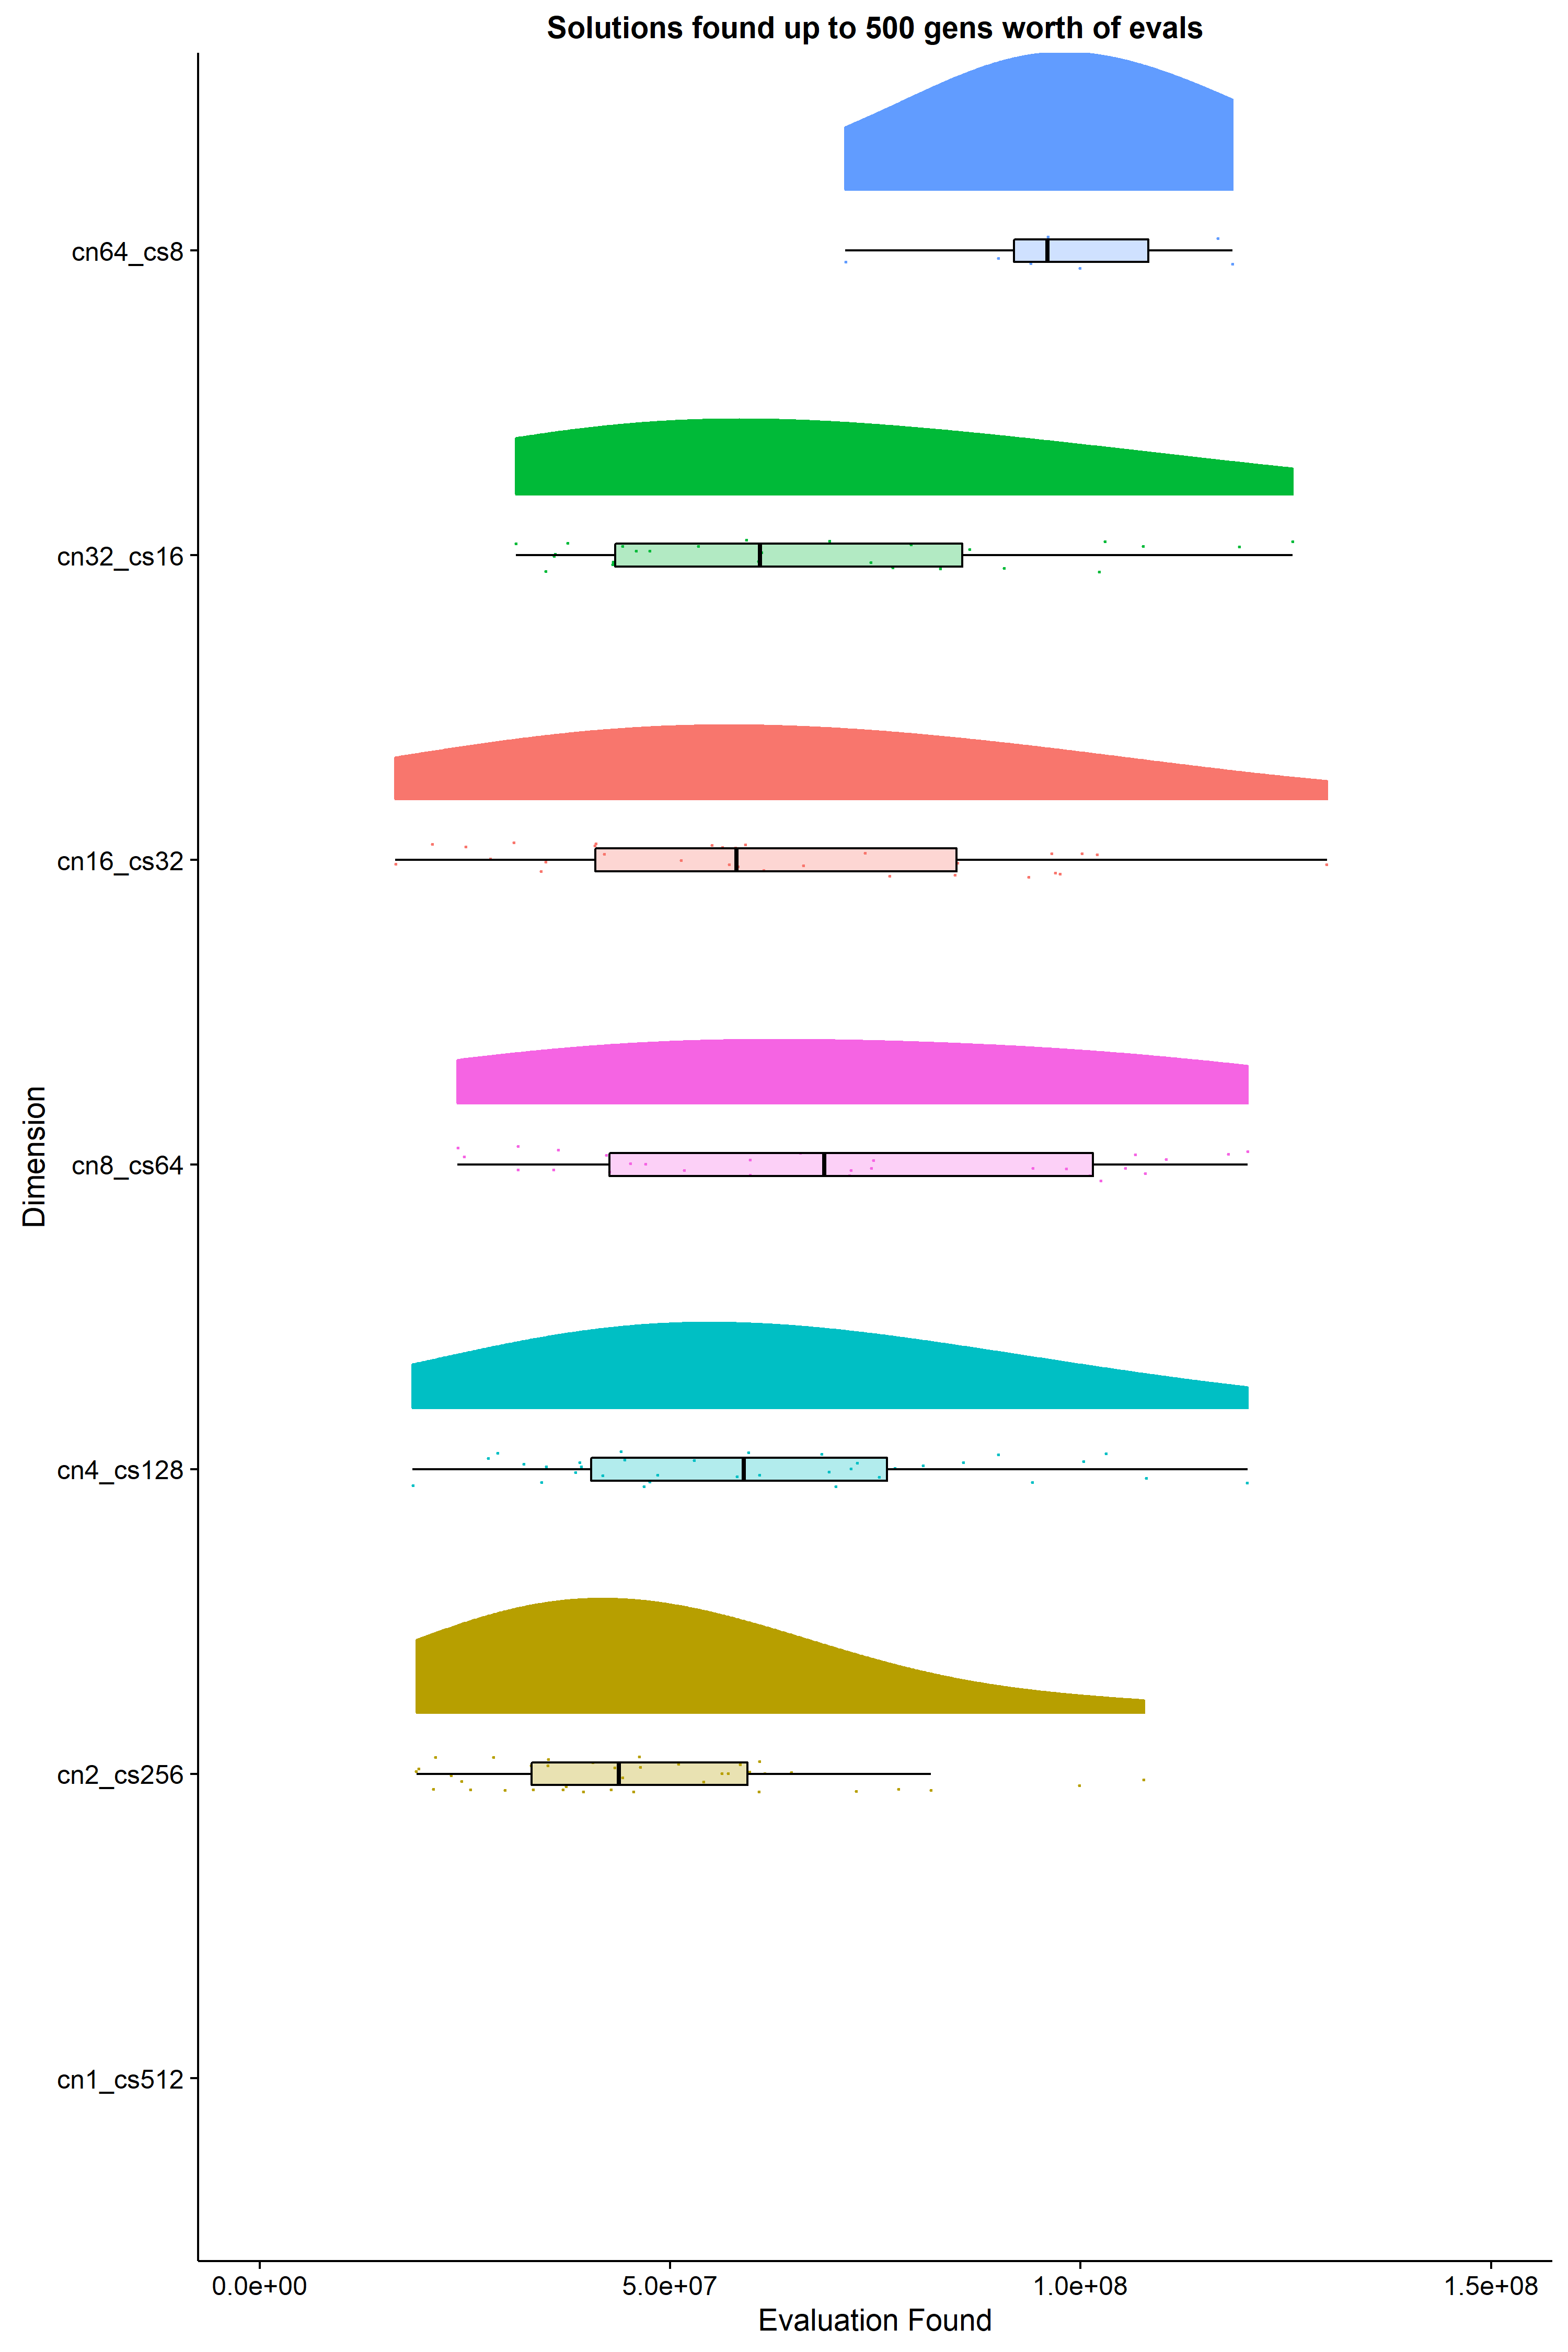 Solutions found up to 500 gens worth of evals
cn64_cs8
cn32_cs16
cn16_cs32
cn8_cs64
cn4_cs128
cn2_cs256
cn1_cs512
Dimension
0.0e+00
5.0e+07
1.0e+08
1.5e+08
Evaluation Found